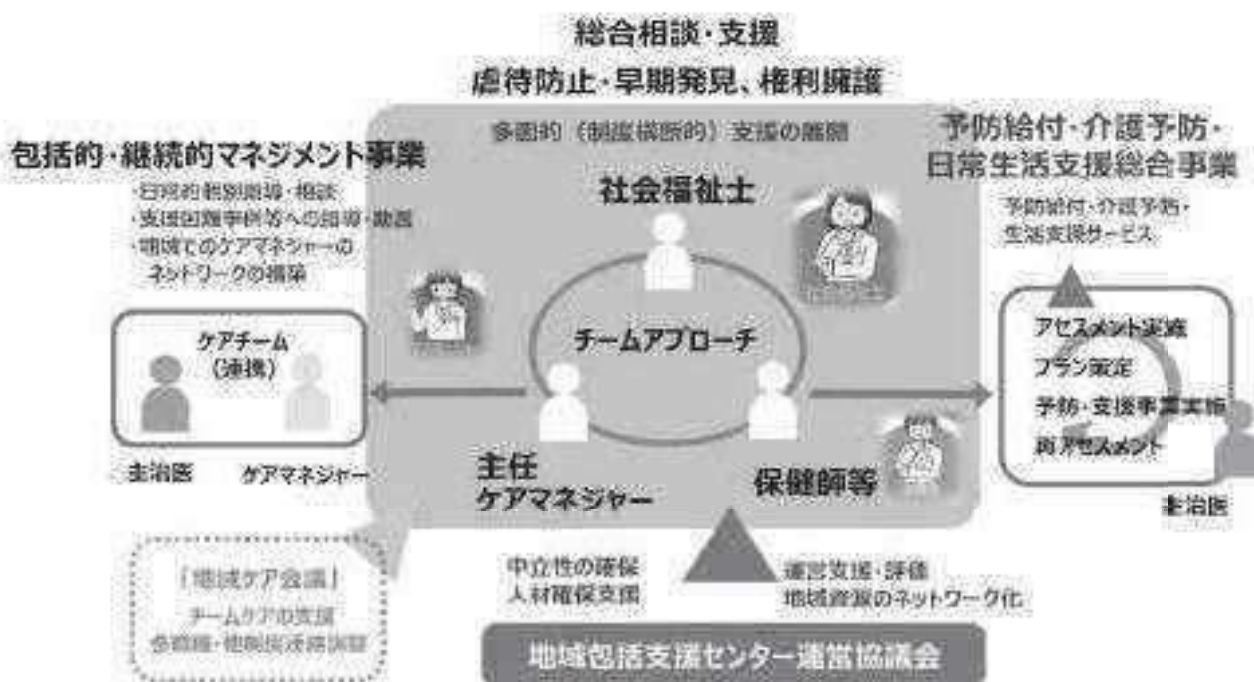 総合相談・支援
虐待防止・早期発見、権利擁護
多面的（制度横断的）支援の展開
包括的・継続的マネジメント事業
・日常的個別指導・相談
・支援困難事例等への指導・助言
・地域でのケアマネジャーの
ネットワークの構築
予防給付・介護予防・
日常生活支援総合事業
予防給付・介護予防・
生活支援サービス
社会福祉士
チームアプローチ
主任
ケアマネジャー
保健師等
ケアチーム
（連携）
主治医
ケアマネジャー
アセスメント実施
プラン策定
予防・支援事業実施
再アセスメント
主治医
「地域ケア会議」
チームケアの支援
多職種・他制度
中立性の確保
人材確保支援
運営支援・評価
地域資源のネットワーク化
地域包括支援センター運営協議会